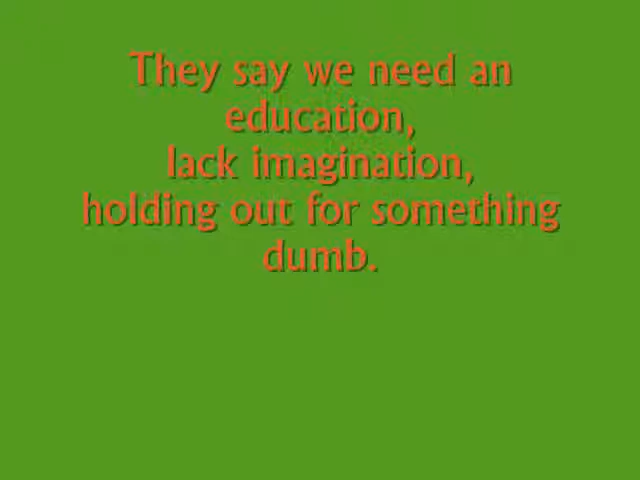 They say we need an
education,
lack imagination,
holding out for something
dumb.